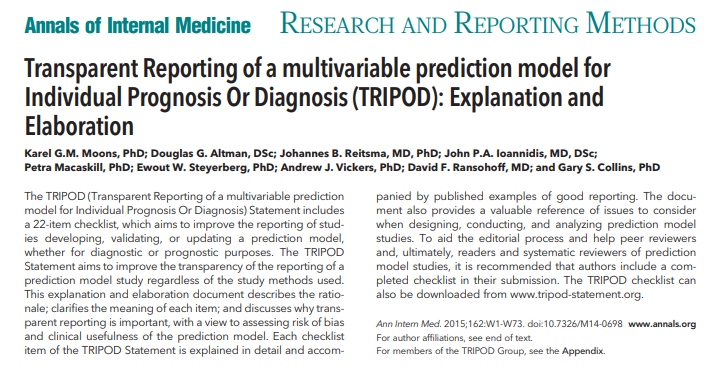 Annals of Internal Medicine RESEARCH AND REPORTING METHODS
Transparent Reporting of a multivariable prediction model for
Individual Prognosis Or Diagnosis (TRIPOD): Explanation and
Elaboration
Karel G.M. Moons, PhD; Douglas G. Altman, DSc; Johannes B. Reitsma, MD, PhD; John P.A. Ioannidis, MD, DSc;
Petra Macaskill, PhD; Ewout W. Steyerberg, PhD; Andrew J. Vickers, PhD; David F. Ransohoff, MD; and Gary S. Collins, PhD
The TRIPOD (Transparent Reporting of a multivariable prediction
model for Individual Prognosis Or Diagnosis) Statement includes
a 22-item checklist, which aims to improve the reporting of stud-
ies developing, validating, or updating a prediction model,
whether for diagnostic or prognostic purposes. The TRIPOD
Statement aims to improve the transparency of the reporting of a
prediction model study regardless of the study methods used.
This explanation and elaboration document describes the ratio-
nale; clarifies the meaning of each item; and discusses why trans-
parent reporting is important, with a view to assessing risk of bias
and clinical usefulness of the prediction model. Each checklist
item of the TRIPOD Statement is explained in detail and accom-
panied by published examples of good reporting. The docu-
ment also provides a valuable reference of issues to consider
when designing, conducting, and analyzing prediction model
studies. To aid the editorial process and help peer reviewers
and, ultimately, readers and systematic reviewers of prediction
model studies, it is recommended that authors include a com-
pleted checklist in their submission. The TRIPOD checklist can
also be downloaded from www.tripod-statement.org.
Ann Intern Med. 2015;162:W1-W73. doi:10.7326/M14-0698 www.annals.org
For author affiliations, see end of text.
For members of the TRIPOD Group, see the Appendix.